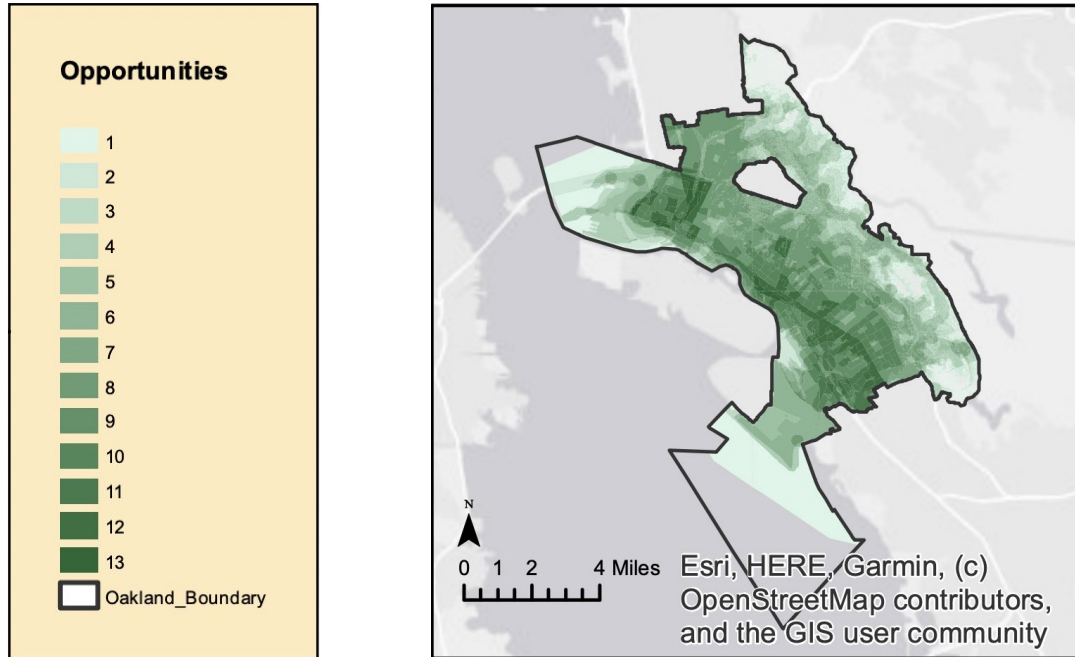 Opportunities
1
2
3
4
5
6
7
8
9
10
11
12
13
Oakland_Boundary
N
0 1 2 4 Miles
Esri, HERE, Garmin, (c)
OpenStreetMap contributors,
and the GIS user community